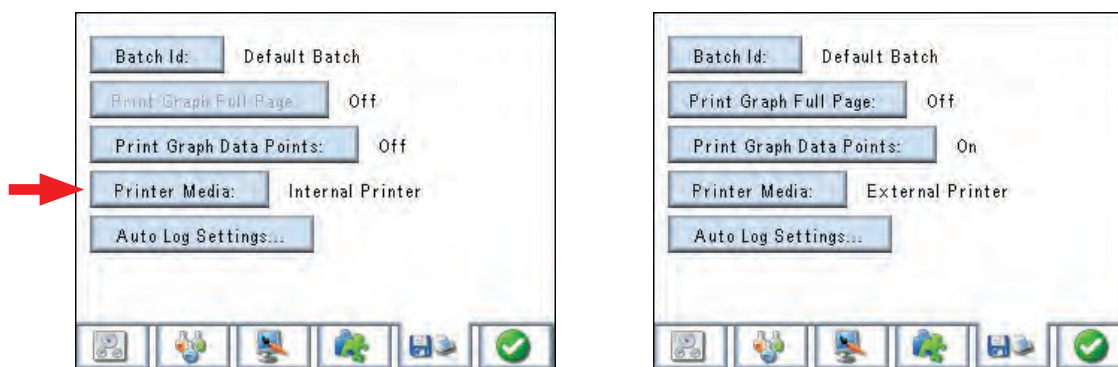 Batch Id: Default Batch
Print Graph Full Page: Off
Print Graph Data Points: Off
Printer Media: Internal Printer
Auto Log Settings...
Batch Id: Default Batch
Print Graph Full Page: Off
Print Graph Data Points: On
Printer Media: External Printer
Auto Log Settings...